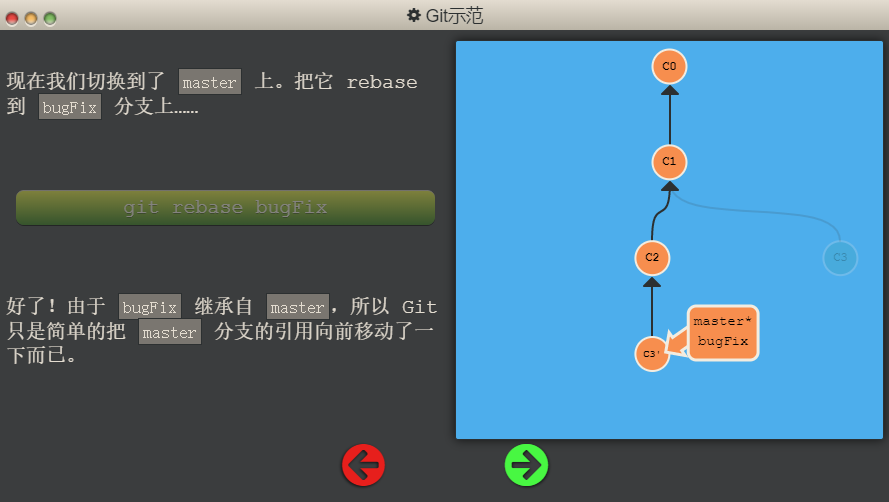 Git示范
现在我们切换到了 master 上。把它 rebase
到 bugFix 分支上……
git rebase bugFix
好了！由于 bugFix 继承自 master，所以 Git
只是简单的把 master 分支的引用向前移动了一
下而已。
C0
C1
C2
C3
C3'
master*
bugFix